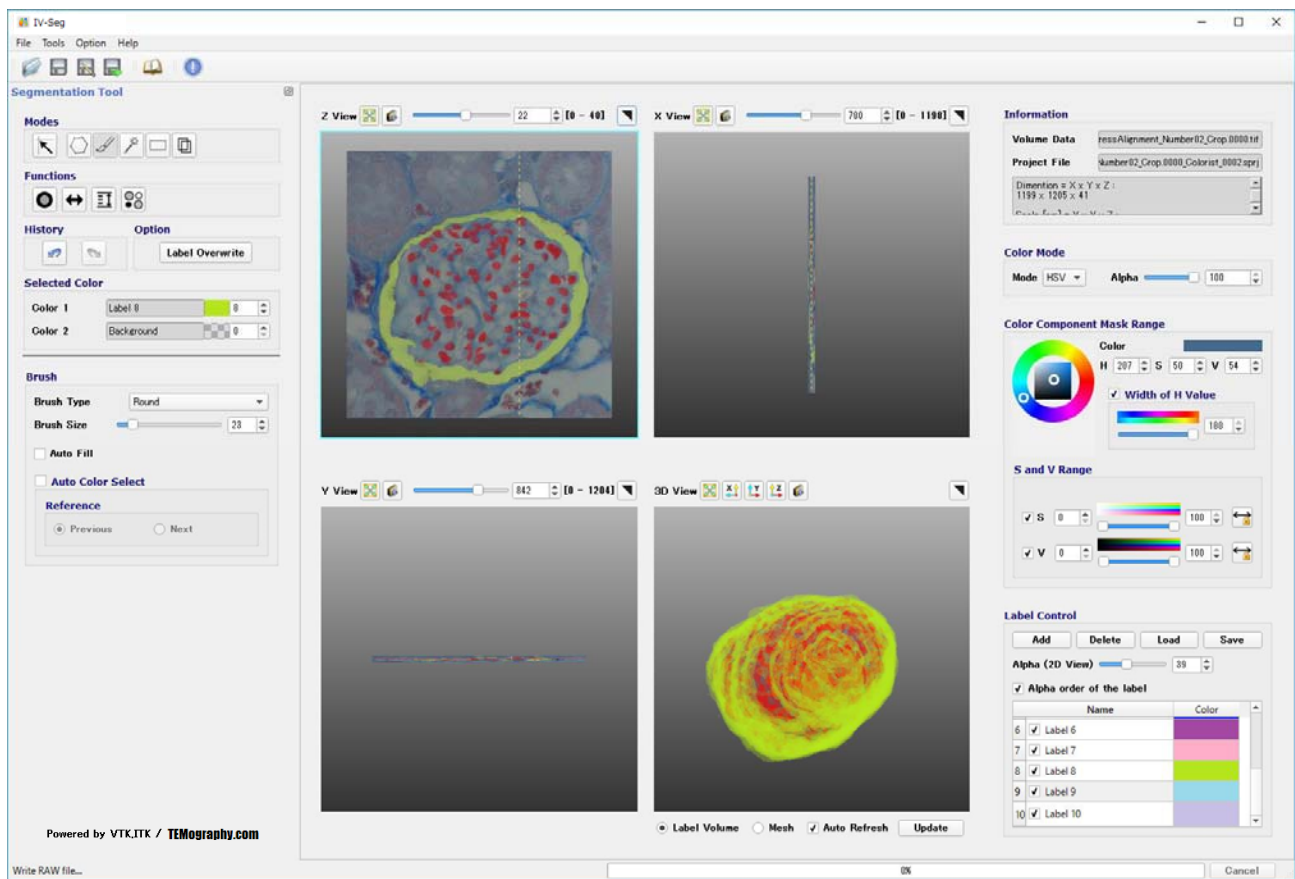 IV-Seg
File Tools Option Help
Segmentation Tool
Modes
Functions
History Option
Label Overwrite
Selected Color
Color 1 Label 8 8
Color 2 Background 0
Brush
Brush Type Round
Brush Size 23
Auto Fill
Auto Color Select
Reference
Previous Next
Powered by VTK,ITK / TEMography.com
Write RAW file...
Z View 22 [0 - 40]
X View 700 [0 - 1198]
Y View 842 [0 - 1204]
3D View
Label Volume Mesh Auto Refresh Update
0%
Cancel
Information
Volume Data ressAlignment_Number02_Crop.0000.tif
Project File Number02_Crop.0000_Colorist_0002.sprj
Dimention = X x Y x Z :
1199 x 1205 x 41
Color Mode
Mode HSV Alpha 100
Color Component Mask Range
Color
H 207 S 50 V 54
Width of H Value
180
S and V Range
S 0 100
V 0 100
Label Control
Add Delete Load Save
Alpha (2D View) 39
Alpha order of the label
Name Color
6 Label 6
7 Label 7
8 Label 8
9 Label 9
10 Label 10